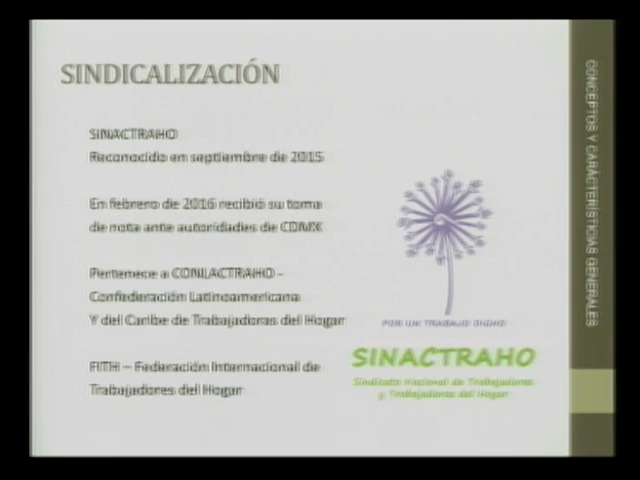 SINDICALIZACIÓN
SINACTRAHO
Reconocido en septiembre de 2015
En febrero de 2016 recibió su toma
de nota ante autoridades de CDMX
Pertenece a CONLACTRAHO -
Confederación Latinoamericana
Y del Caribe de Trabajadoras del Hogar
FITH – Federación Internacional de
Trabajadores del Hogar
POR UN TRABAJO DIGNO
SINACTRAHO
Sindicato Nacional de Trabajadores
y Trabajadoras del Hogar
CONCEPTOS Y CARACTERÍSTICIAS GENERALES